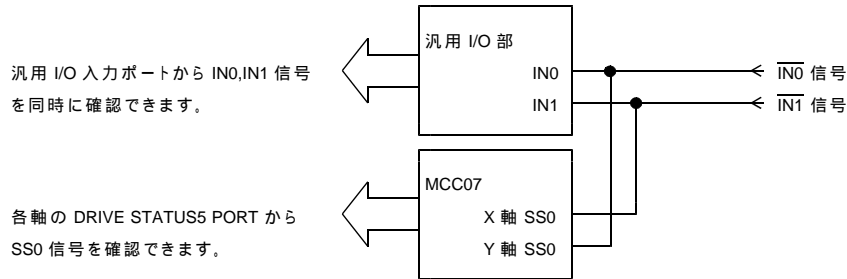 汎用 I/O 部
汎用 I/O 入力ポートから IN0,IN1 信号
を同時に確認できます。
IN0
IN0 信号
IN1
IN1 信号
MCC07
各軸の DRIVE STATUS5 PORT から
SS0 信号を確認できます。
X 軸 SS0
Y 軸 SS0